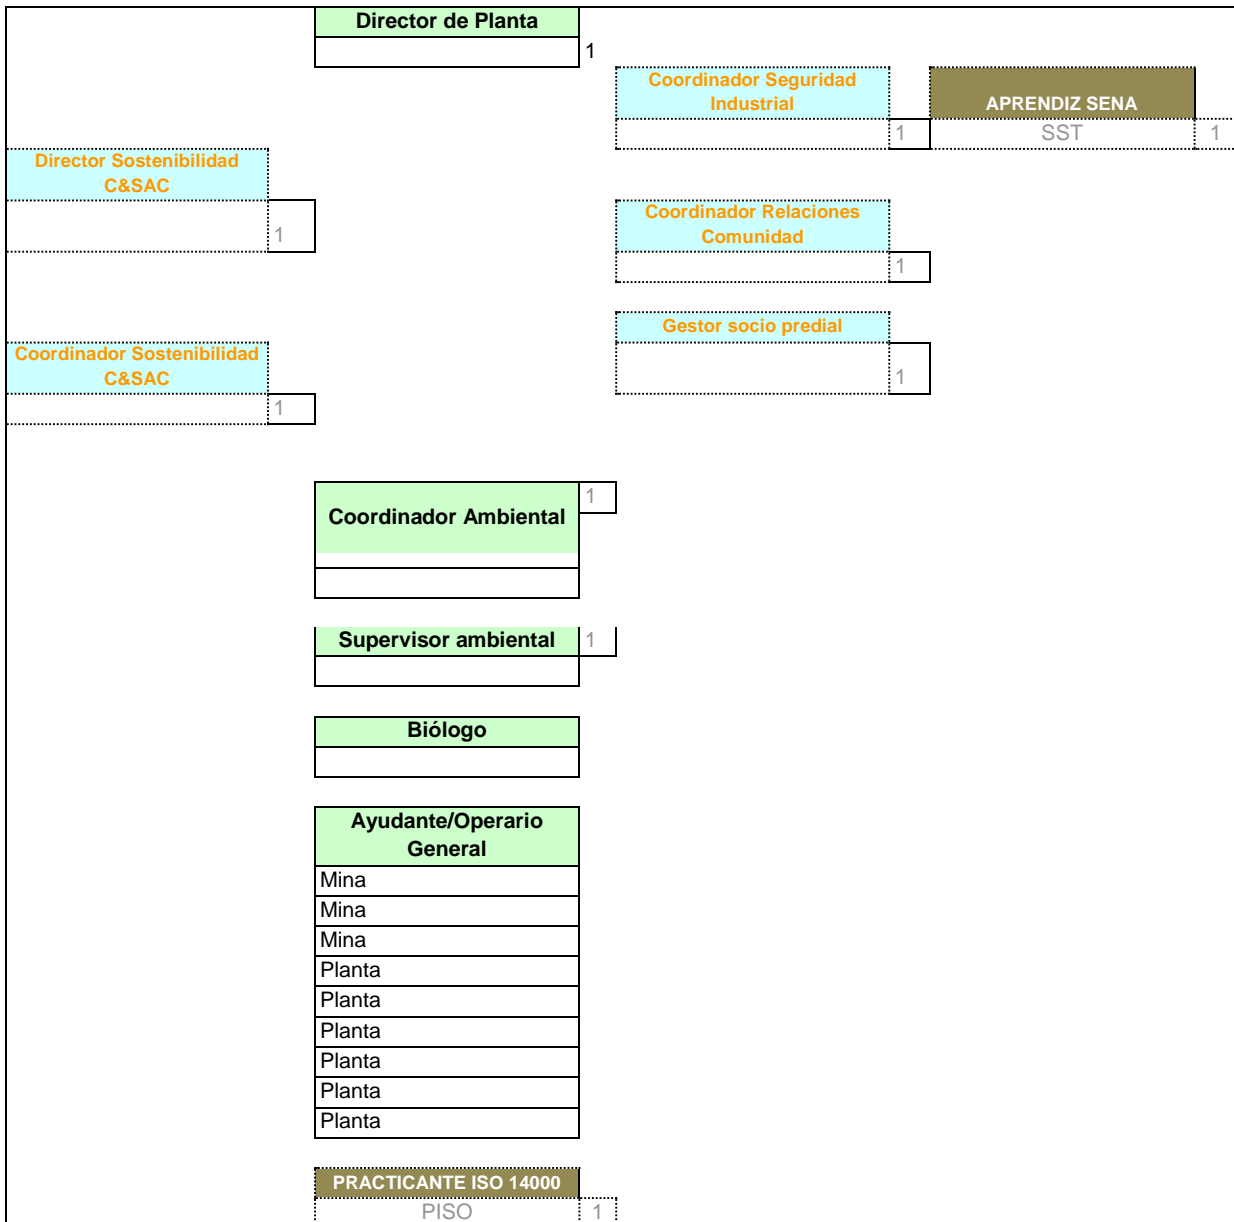 Director de Planta
1
Coordinador Seguridad
Industrial
1
APRENDIZ SENA
SST
1
Director Sostenibilidad
C&SAC
1
Coordinador Relaciones
Comunidad
1
Gestor socio predial
1
Coordinador Sostenibilidad
C&SAC
1
Coordinador Ambiental
1
Supervisor ambiental
1
Biólogo
Ayudante/Operario
General
Mina
Mina
Mina
Planta
Planta
Planta
Planta
Planta
Planta
PRACTICANTE ISO 14000
PISO
1